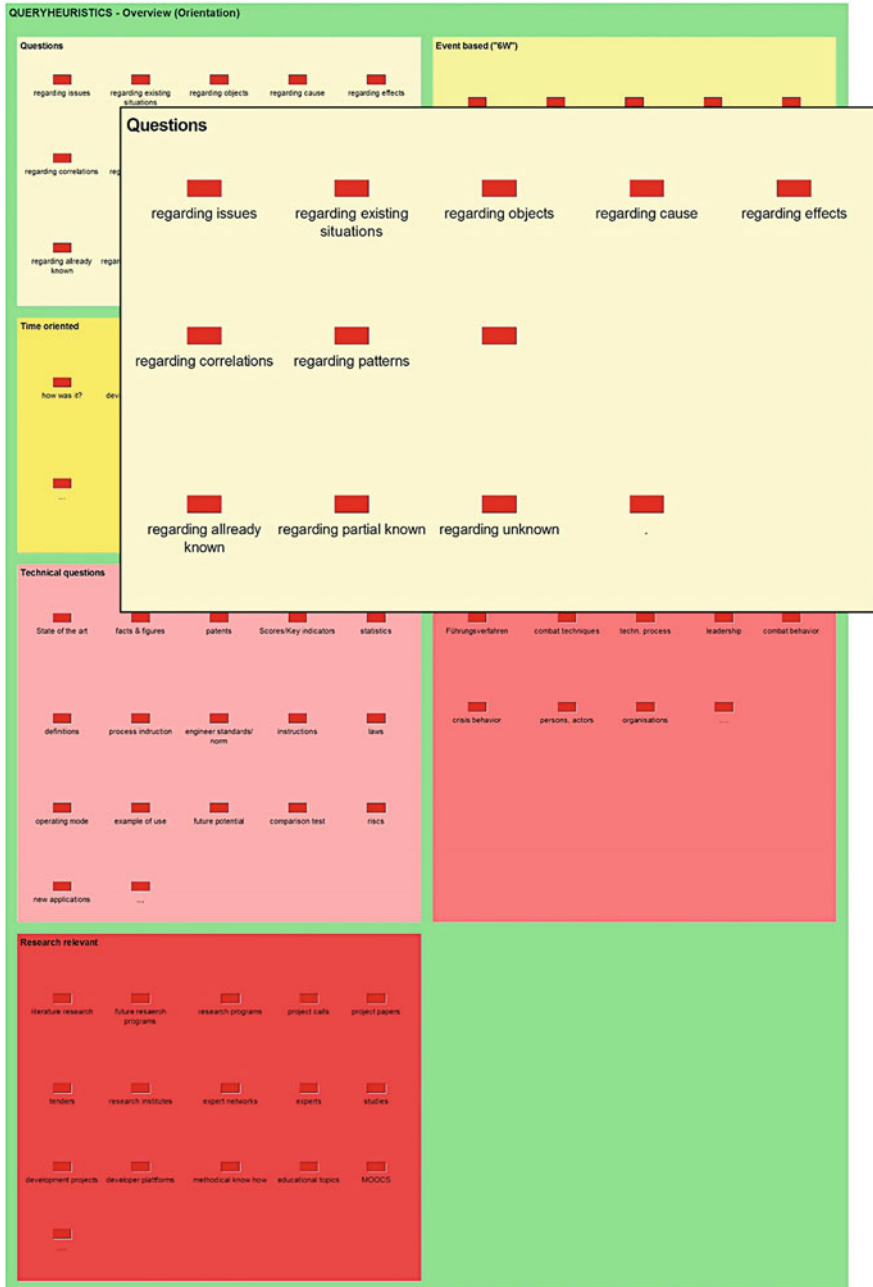 QUERYHEURISTICS - Overview (Orientation)
Questions
regarding issues
regarding existing
situations
regarding objects
regarding cause
regarding effects
regarding correlations
regarding allready
known
Event based ("6W")
Questions
regarding issues
regarding existing
situations
regarding objects
regarding cause
regarding effects
regarding correlations
regarding patterns
regarding allready
known
regarding partial known
regarding unknown
.
Time oriented
how was it?
...
Technical questions
State of the art
facts & figures
patents
Scores/Key indicators
statistics
definitions
process indruction
engineer standards/
norm
instructions
laws
operating mode
example of use
future potential
comparison test
riscs
new applications
....
Führungsverfahren
combat techniques
techn. process
leadership
combat behavior
crisis behavior
persons, actors
organisations
.....
Research relevant
literature research
future resaerch
programs
research programs
project calls
project papers
tenders
research institutes
expert networks
experts
studies
development projects
developer plattforms
methodical know how
educational topics
MOOCS
....